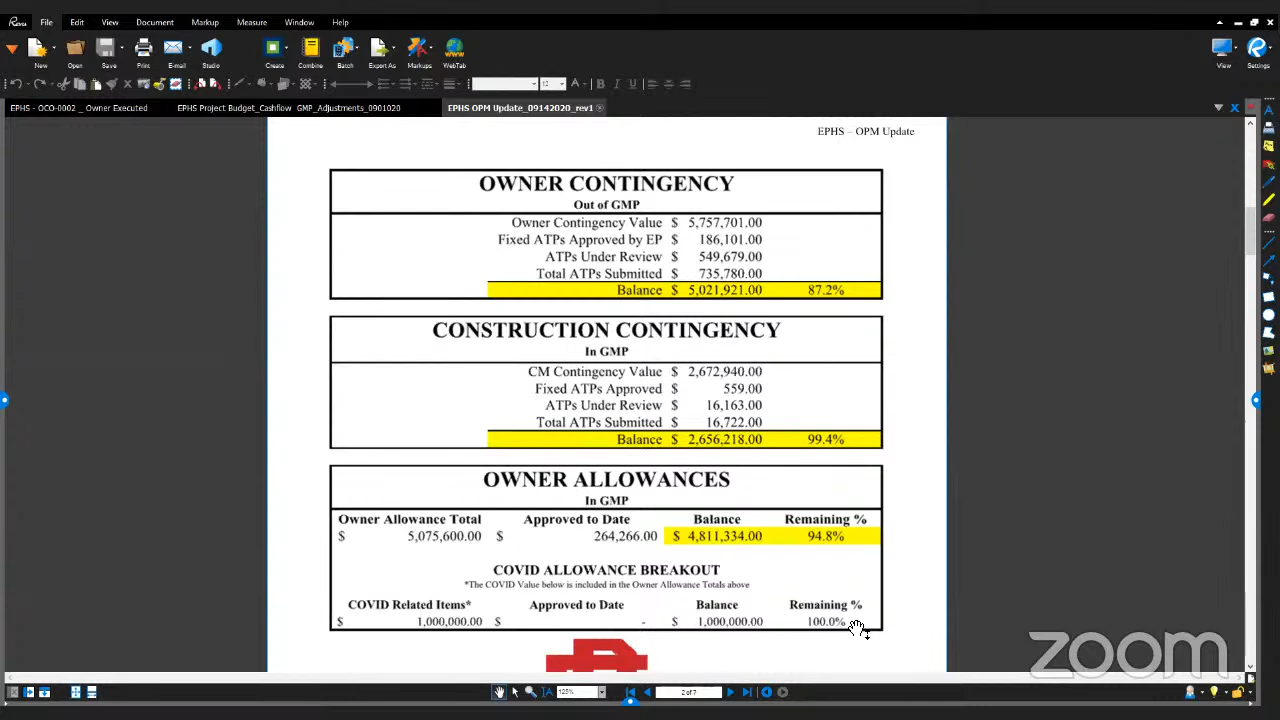 Revu File Edit View Document Markup Measure Window Help
New Open Save Print E-mail Studio Create Combine Batch Export As Markups WebTab View Settings
12
EPHS - OCO-0002 _ Owner Executed EPHS Project Budget_Cashflow GMP_Adjustments_0901020 EPHS OPM Update_09142020_rev1
EPHS – OPM Update
OWNER CONTINGENCY
Out of GMP
Owner Contingency Value $ 5,757,701.00
Fixed ATPs Approved by EP $ 186,101.00
ATPs Under Review $ 549,679.00
Total ATPs Submitted $ 735,780.00
Balance $ 5,021,921.00 87.2%
CONSTRUCTION CONTINGENCY
In GMP
CM Contingency Value $ 2,672,940.00
Fixed ATPs Approved $ 559.00
ATPs Under Review $ 16,163.00
Total ATPs Submitted $ 16,722.00
Balance $ 2,656,218.00 99.4%
OWNER ALLOWANCES
In GMP
Owner Allowance Total Approved to Date Balance Remaining %
$ 5,075,600.00 $ 264,266.00 $ 4,811,334.00 94.8%
COVID ALLOWANCE BREAKOUT
*The COVID Value below is included in the Owner Allowance Totals above
COVID Related Items* Approved to Date Balance Remaining %
$ 1,000,000.00 $ - $ 1,000,000.00 100.0%
zoom
125% 2 of 7